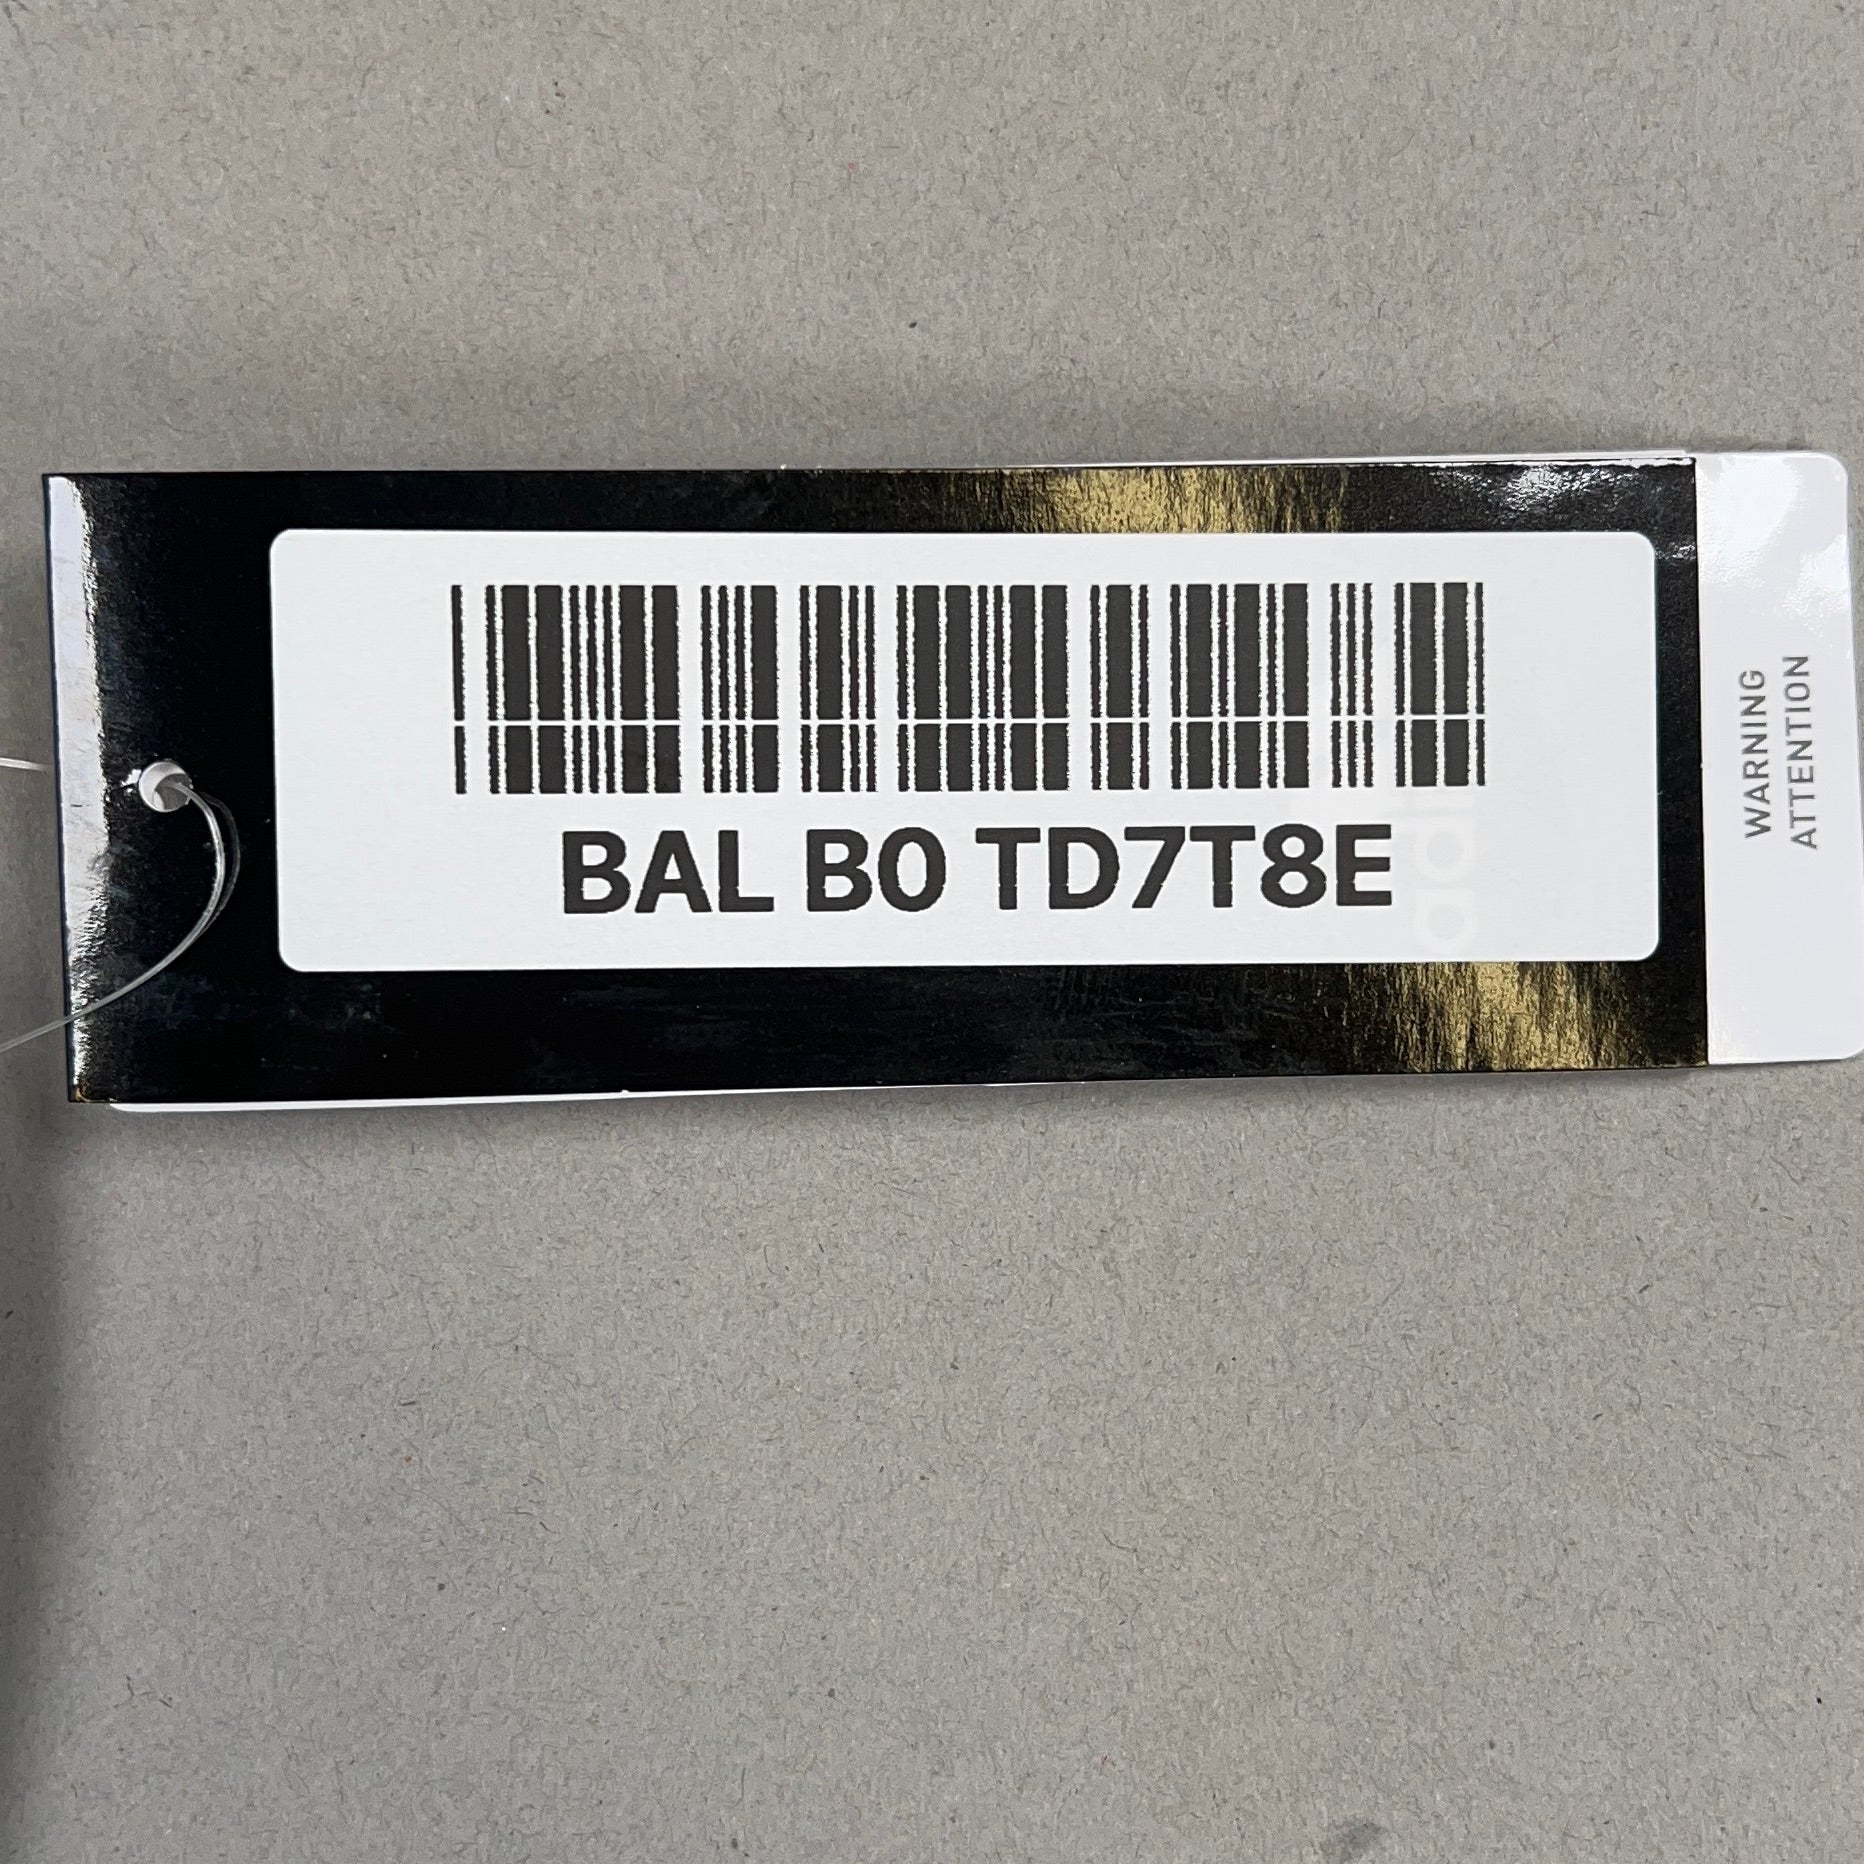 BAL B0 TD7T8E
WARNING
ATTENTION